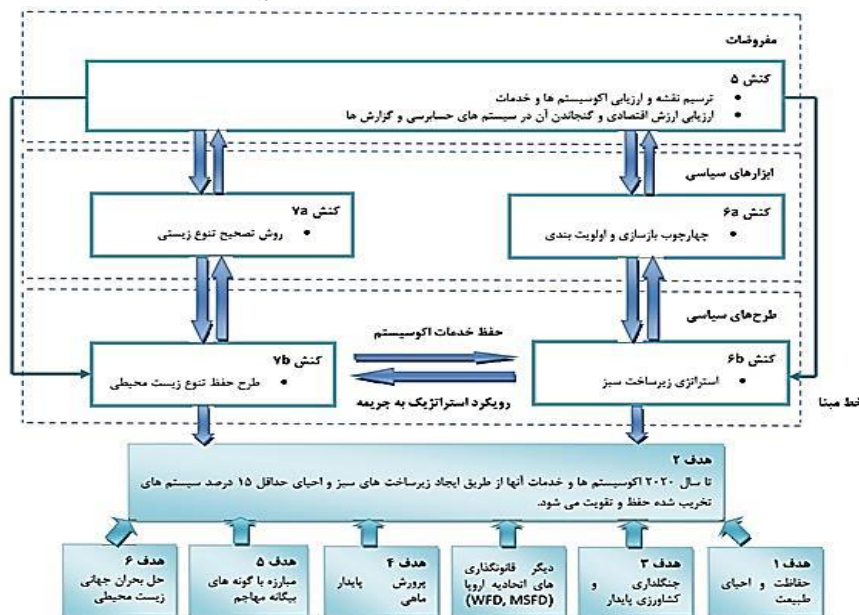 مفروضات
کنش ۵
• ترسیم نقشه و ارزیابی اکوسیستم ها و خدمات
• ارزیابی ارزش اقتصادی و گنجاندن آن در سیستم های حسابرسی و گزارش ها
ابزارهای سیاسی
کنش ۶a
• چهارچوب بازسازی و اولویت بندی
کنش ۷a
• روش تصحیح تنوع زیستی
طرح‌های سیاسی
کنش ۶b
• استراتژی زیرساخت سبز
حفظ خدمات اکوسیستم
رویکرد استراتژیک به جریمه
کنش ۷b
• طرح حفظ تنوع زیست محیطی
خط مبنا
هدف ۲
تا سال ۲۰۲۰ اکوسیستم ها و خدمات آنها از طریق ایجاد زیرساخت های سبز و احیای حداقل ۱۵ درصد سیستم های
تخریب شده حفظ و تقویت می شود.
هدف ۱
حفاظت و احیای
طبیعت
هدف ۳
جنگلداری و
کشاورزی پایدار
دیگر قانونگذاری
های اتحادیه اروپا
(WFD, MSFD)
هدف ۴
پرورش پایدار
ماهی
هدف ۵
مبارزه با گونه های
بیگانه مهاجم
هدف ۶
حل بحران جهانی
زیست محیطی